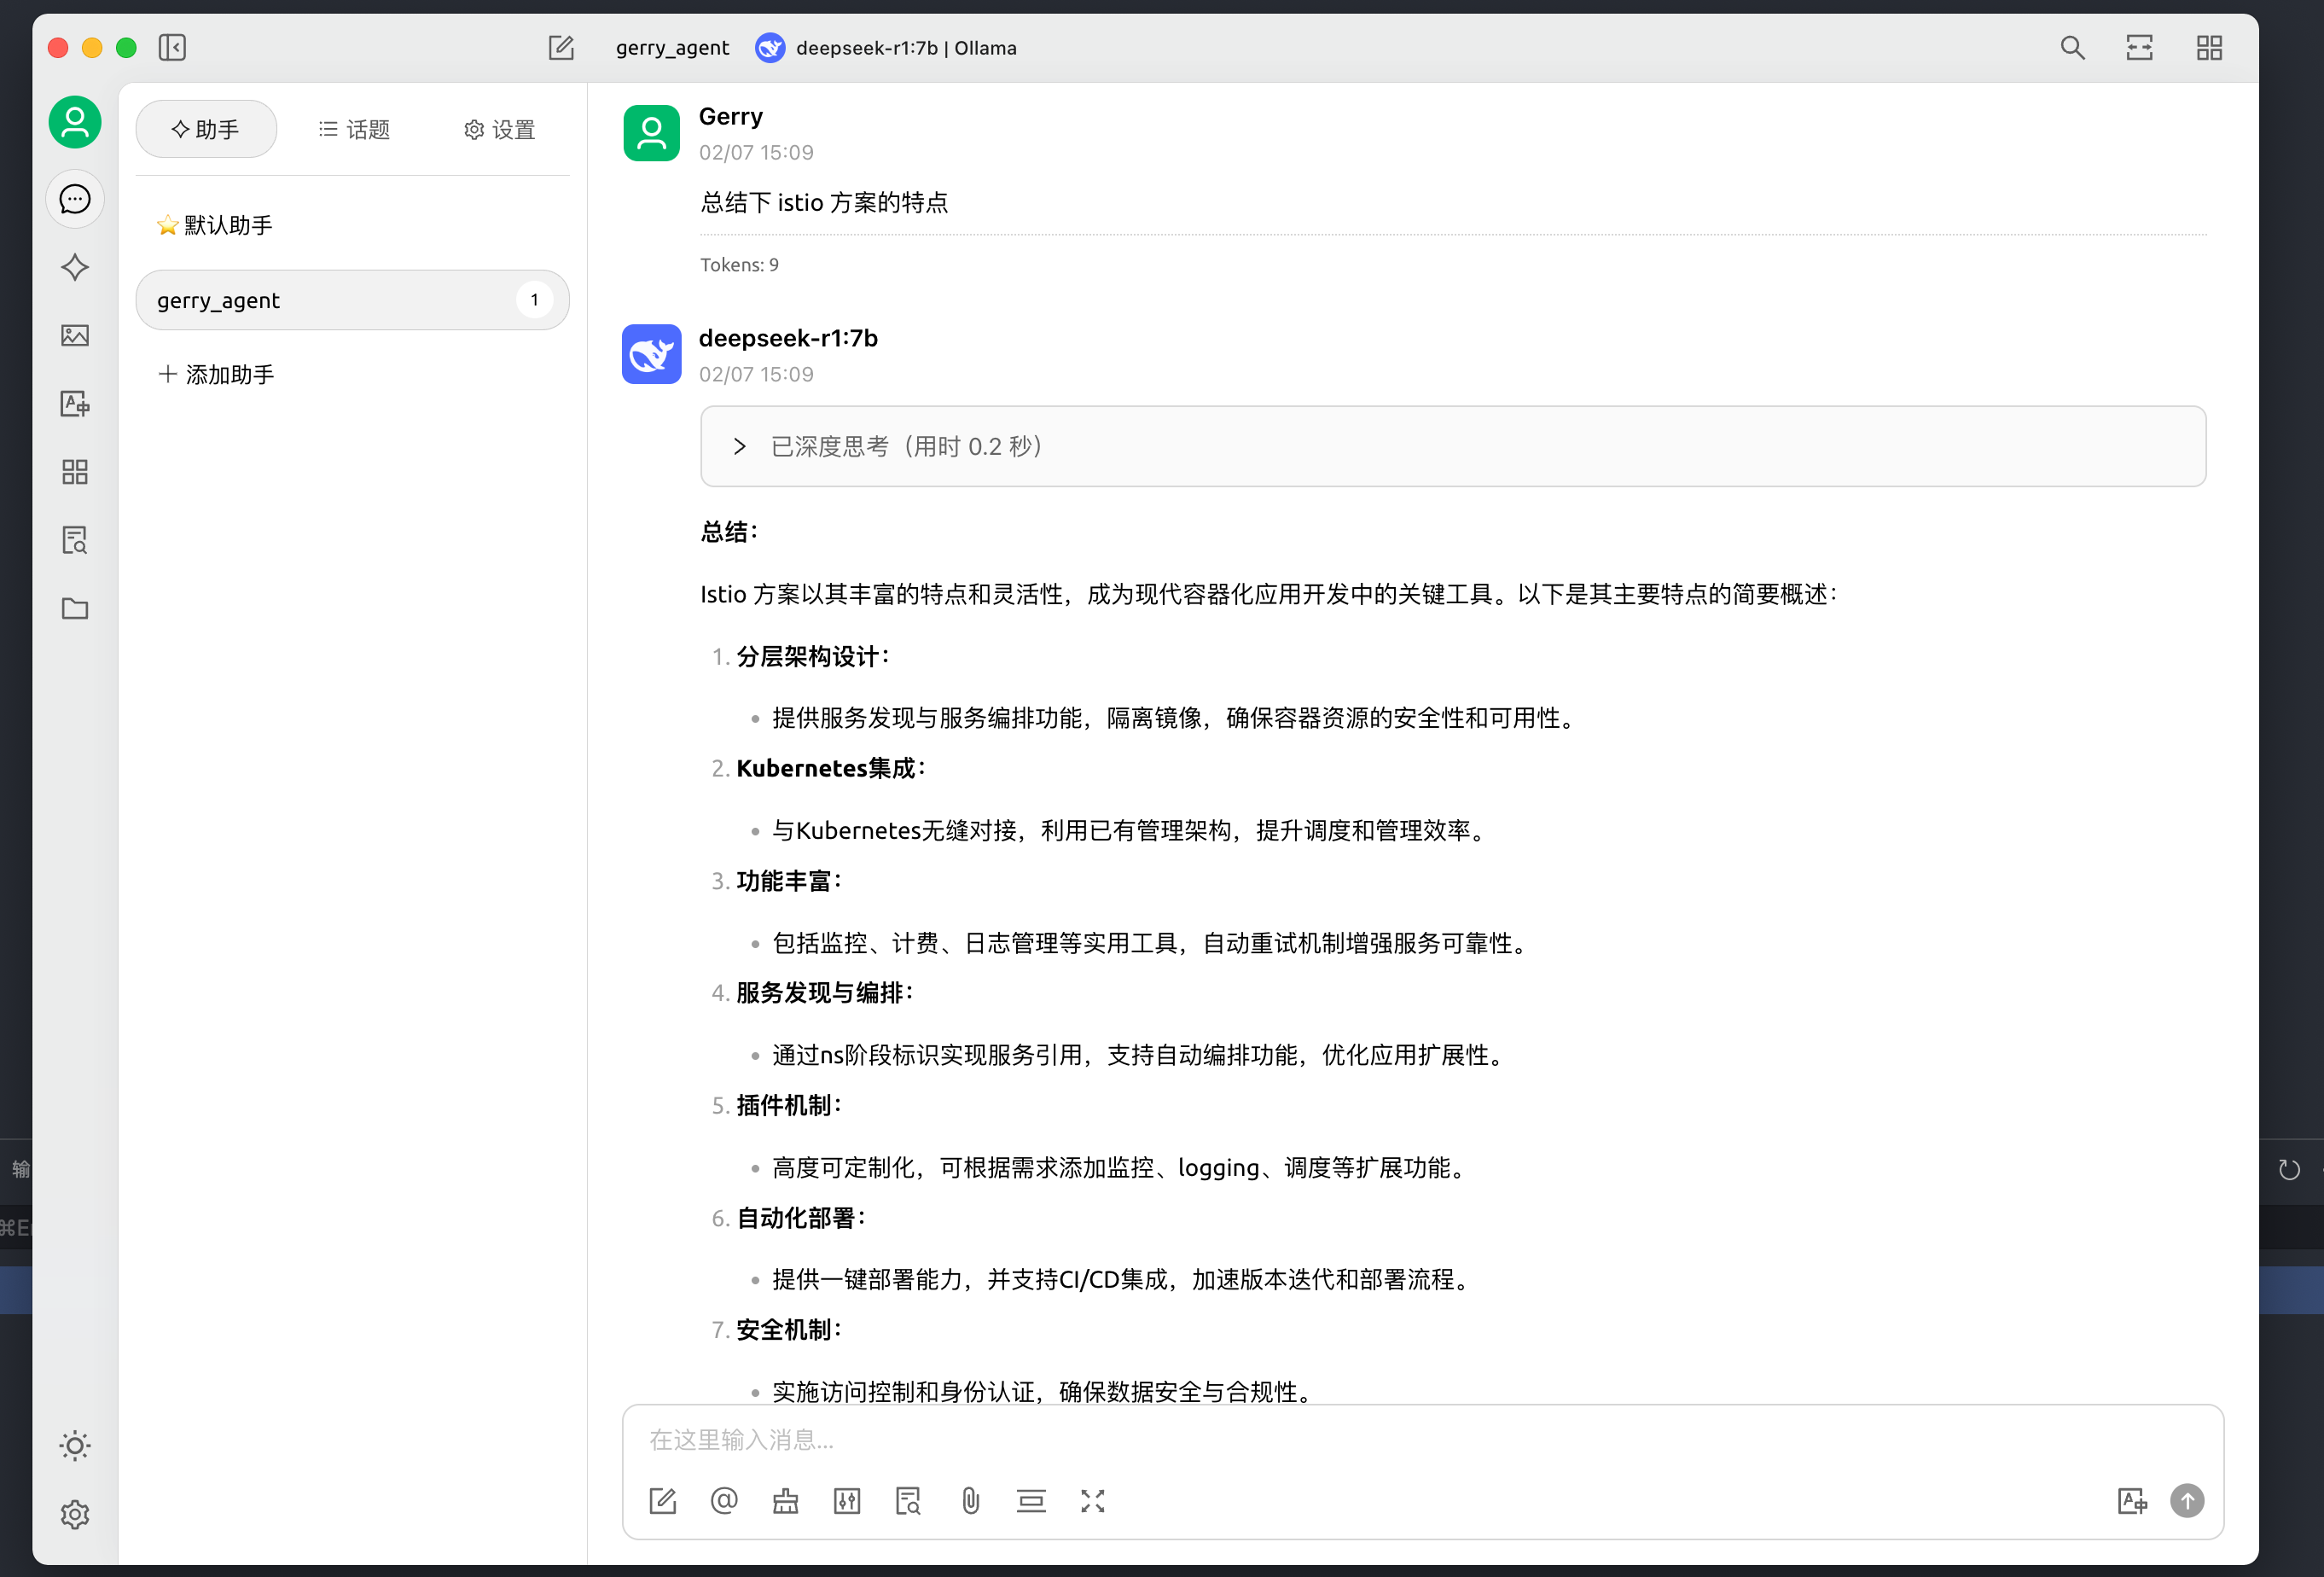 gerry_agent deepseek-r1:7b | Ollama
助手 话题 设置
⭐默认助手
gerry_agent 1
添加助手
Gerry
02/07 15:09
总结下 istio 方案的特点
Tokens: 9
deepseek-r1:7b
02/07 15:09
已深度思考（用时 0.2 秒）
总结：
Istio 方案以其丰富的特点和灵活性，成为现代容器化应用开发中的关键工具。以下是其主要特点的简要概述：
1. 分层架构设计：
• 提供服务发现与服务编排功能，隔离镜像，确保容器资源的安全性和可用性。
2. Kubernetes集成：
• 与Kubernetes无缝对接，利用已有管理架构，提升调度和管理效率。
3. 功能丰富：
• 包括监控、计费、日志管理等实用工具，自动重试机制增强服务可靠性。
4. 服务发现与编排：
• 通过ns阶段标识实现服务引用，支持自动编排功能，优化应用扩展性。
5. 插件机制：
• 高度可定制化，可根据需求添加监控、logging、调度等扩展功能。
6. 自动化部署：
• 提供一键部署能力，并支持CI/CD集成，加速版本迭代和部署流程。
7. 安全机制：
• 实施访问控制和身份认证，确保数据安全与合规性。
在这里输入消息...
输